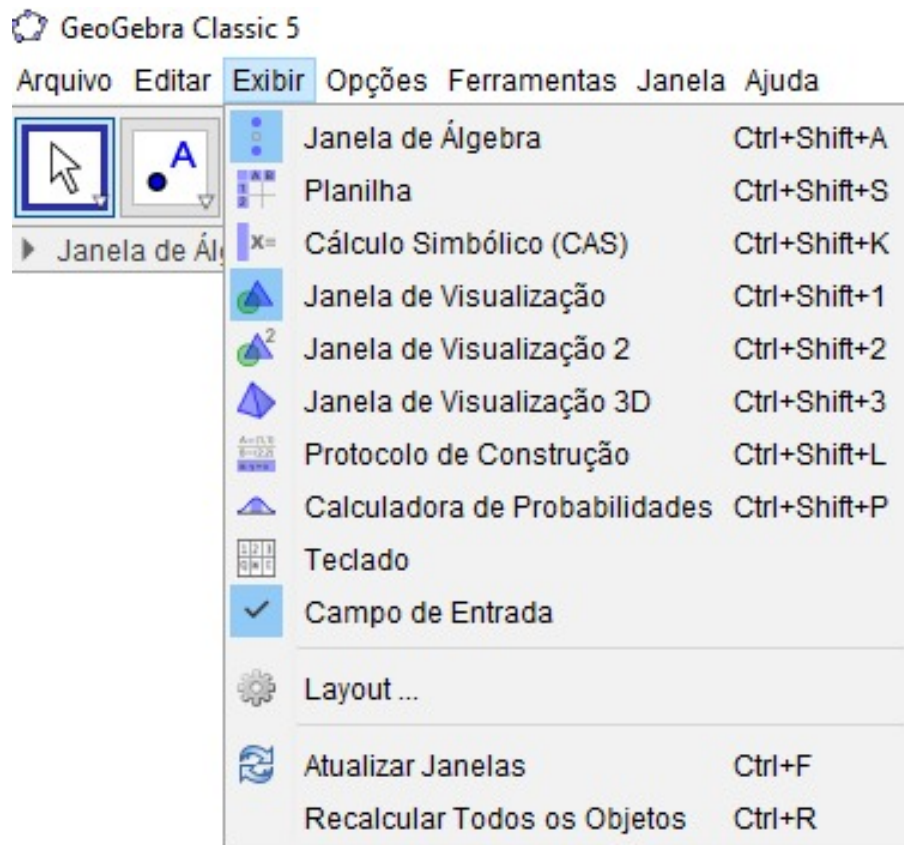 GeoGebra Classic 5
Arquivo Editar Exibir Opções Ferramentas Janela Ajuda
A
Janela de Ál
Janela de Álgebra Ctrl+Shift+A
Planilha Ctrl+Shift+S
X= Cálculo Simbólico (CAS) Ctrl+Shift+K
Janela de Visualização Ctrl+Shift+1
Janela de Visualização 2 Ctrl+Shift+2
Janela de Visualização 3D Ctrl+Shift+3
Protocolo de Construção Ctrl+Shift+L
Calculadora de Probabilidades Ctrl+Shift+P
Teclado
Campo de Entrada
Layout ...
Atualizar Janelas Ctrl+F
Recalcular Todos os Objetos Ctrl+R